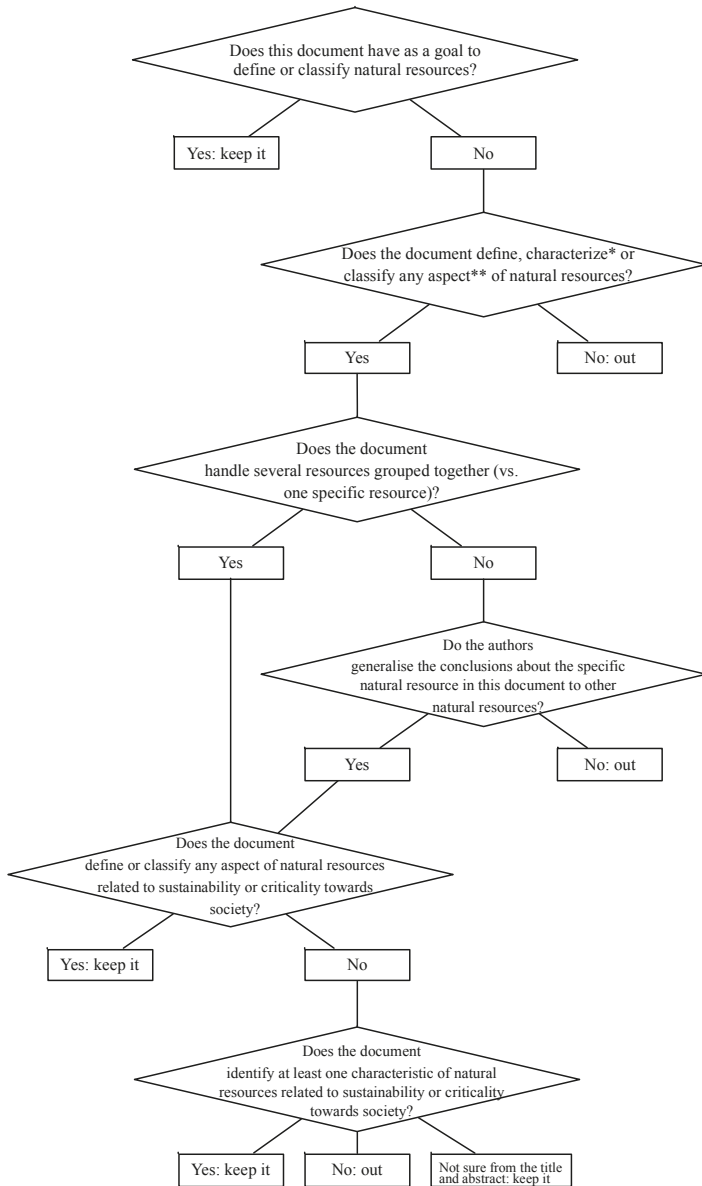 Does this document have as a goal to
define or classify natural resources?
Yes: keep it
No
Does the document define, characterize* or
classify any aspect** of natural resources?
Yes
No: out
Does the document
handle several resources grouped together (vs.
one specific resource)?
Yes
No
Do the authors
generalise the conclusions about the specific
natural resource in this document to other
natural resources?
Yes
No: out
Does the document
define or classify any aspect of natural resources
related to sustainability or criticality towards
society?
Yes: keep it
No
Does the document
identify at least one characteristic of natural
resources related to sustainability or criticality
towards society?
Yes: keep it
No: out
Not sure from the title
and abstract: keep it